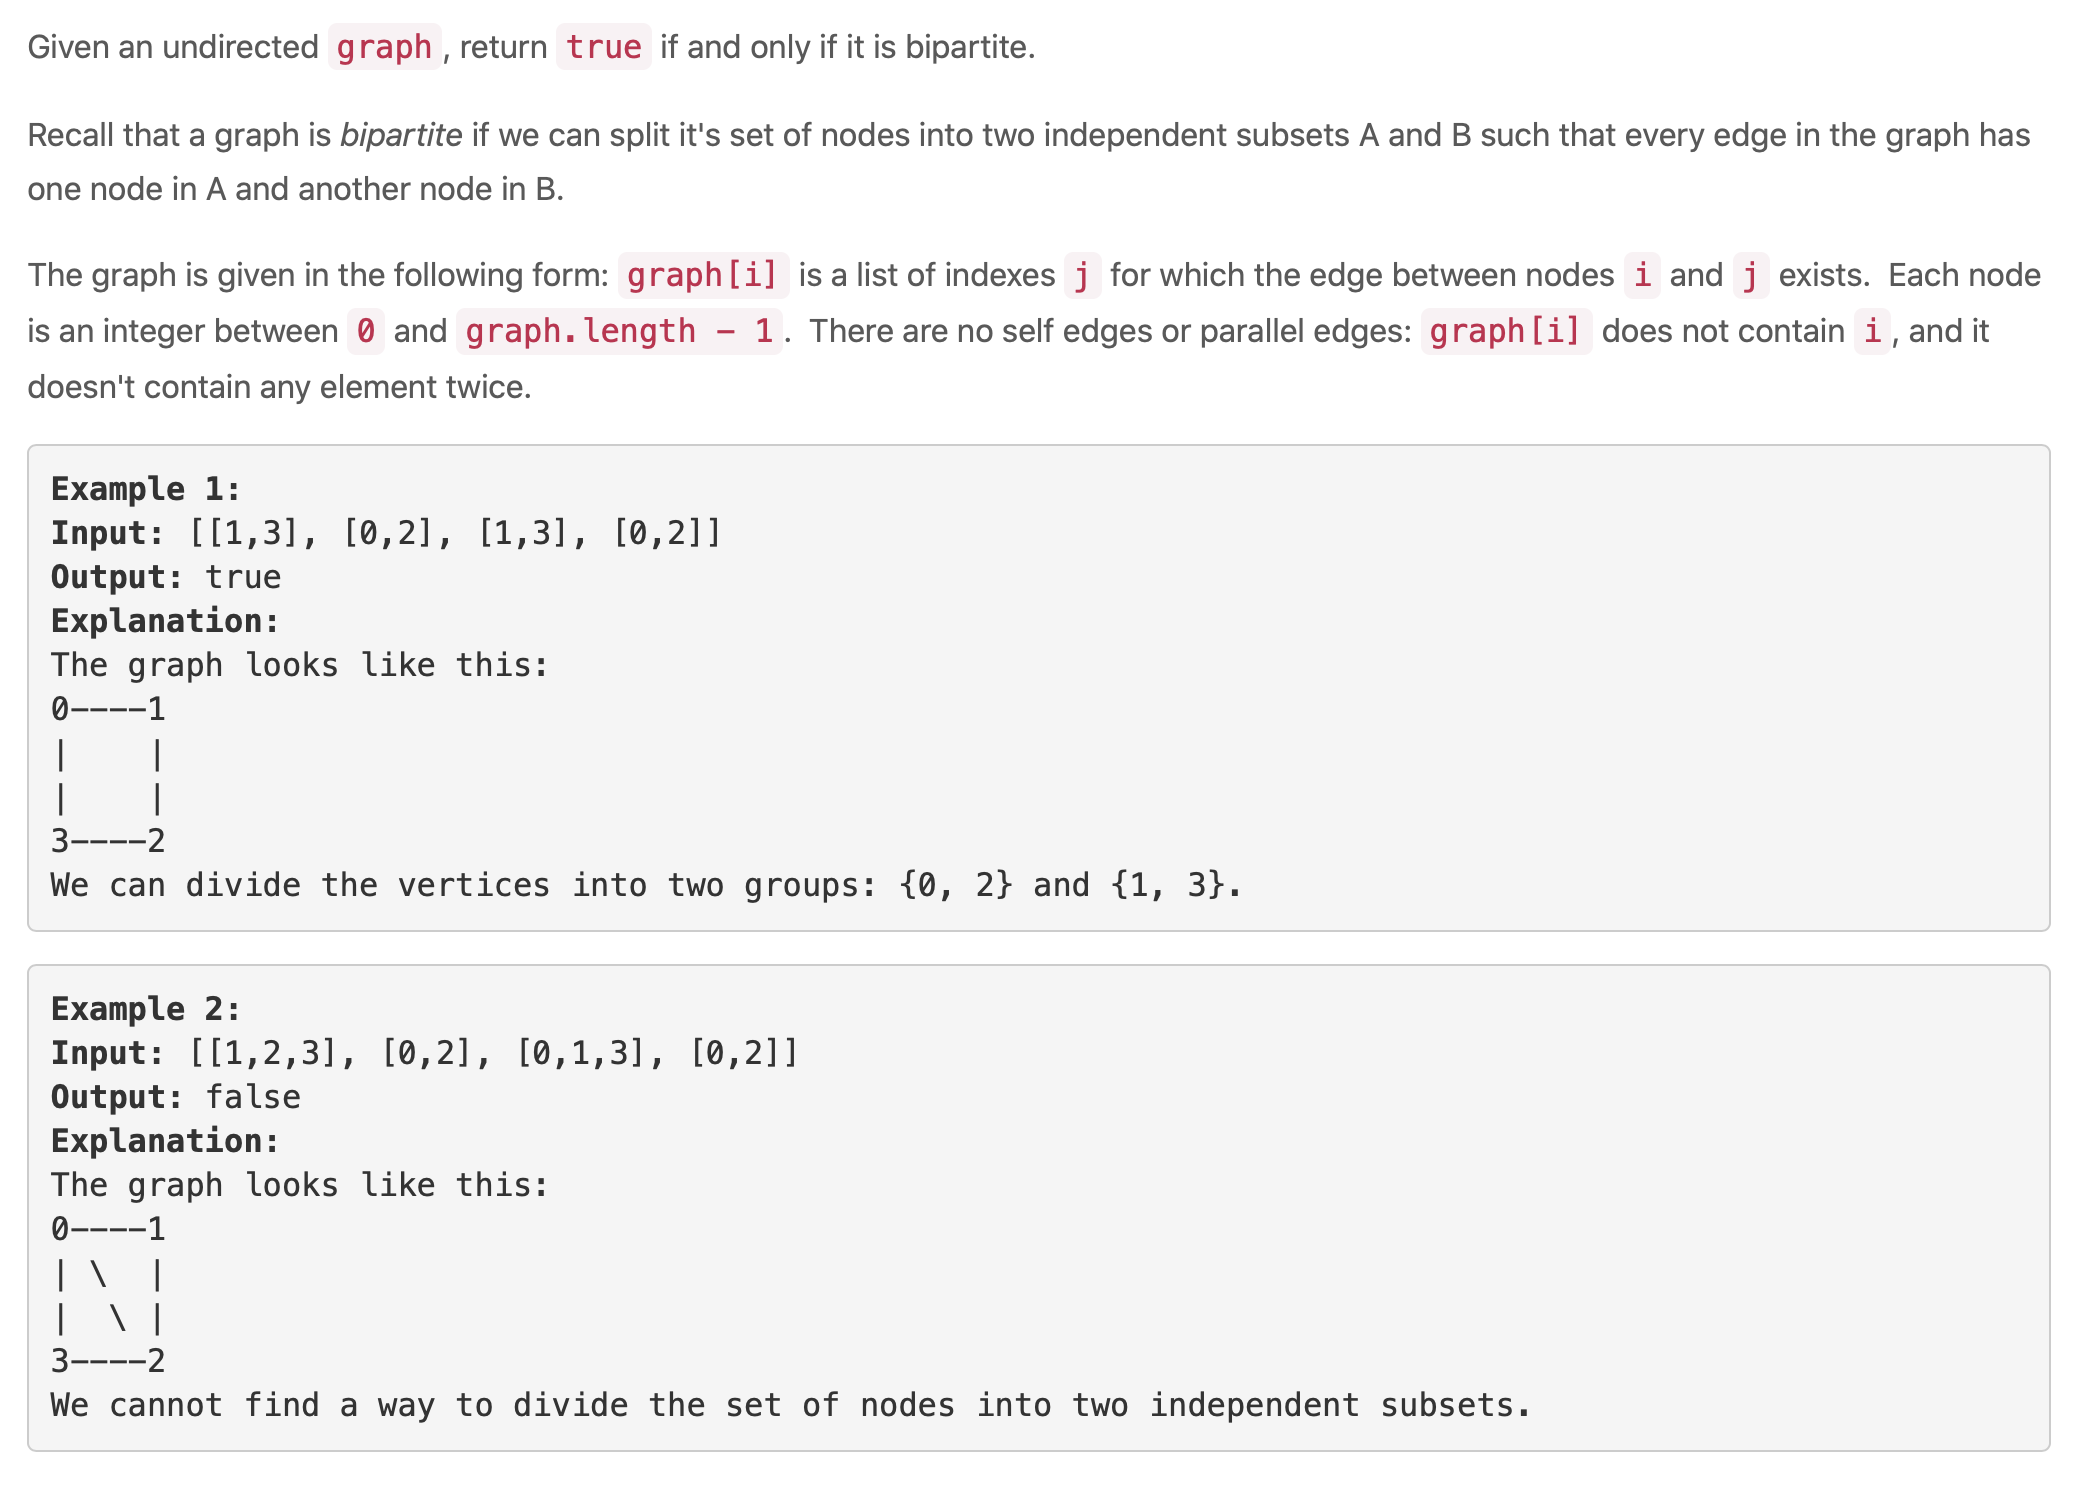 Given an undirected graph, return true if and only if it is bipartite.
Recall that a graph is bipartite if we can split it's set of nodes into two independent subsets A and B such that every edge in the graph has
one node in A and another node in B.
The graph is given in the following form: graph[i] is a list of indexes j for which the edge between nodes i and j exists.  Each node
is an integer between 0 and graph.length - 1.  There are no self edges or parallel edges: graph[i] does not contain i, and it
doesn't contain any element twice.
Example 1:
Input: [[1,3], [0,2], [1,3], [0,2]]
Output: true
Explanation:
The graph looks like this:
0----1
|    |
|    |
3----2
We can divide the vertices into two groups: {0, 2} and {1, 3}.
Example 2:
Input: [[1,2,3], [0,2], [0,1,3], [0,2]]
Output: false
Explanation:
The graph looks like this:
0----1
| \  |
|  \ |
3----2
We cannot find a way to divide the set of nodes into two independent subsets.